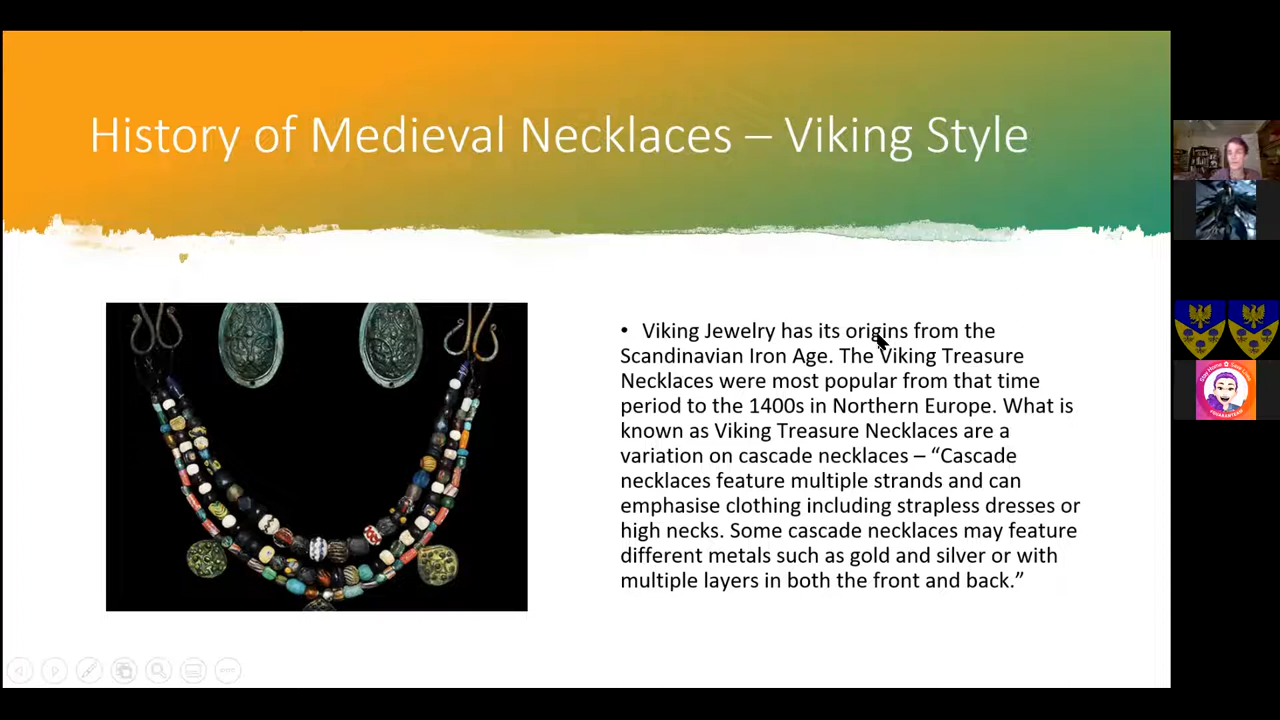 History of Medieval Necklaces – Viking Style
• Viking Jewelry has its origins from the
Scandinavian Iron Age. The Viking Treasure
Necklaces were most popular from that time
period to the 1400s in Northern Europe. What is
known as Viking Treasure Necklaces are a
variation on cascade necklaces – “Cascade
necklaces feature multiple strands and can
emphasise clothing including strapless dresses or
high necks. Some cascade necklaces may feature
different metals such as gold and silver or with
multiple layers in both the front and back.”